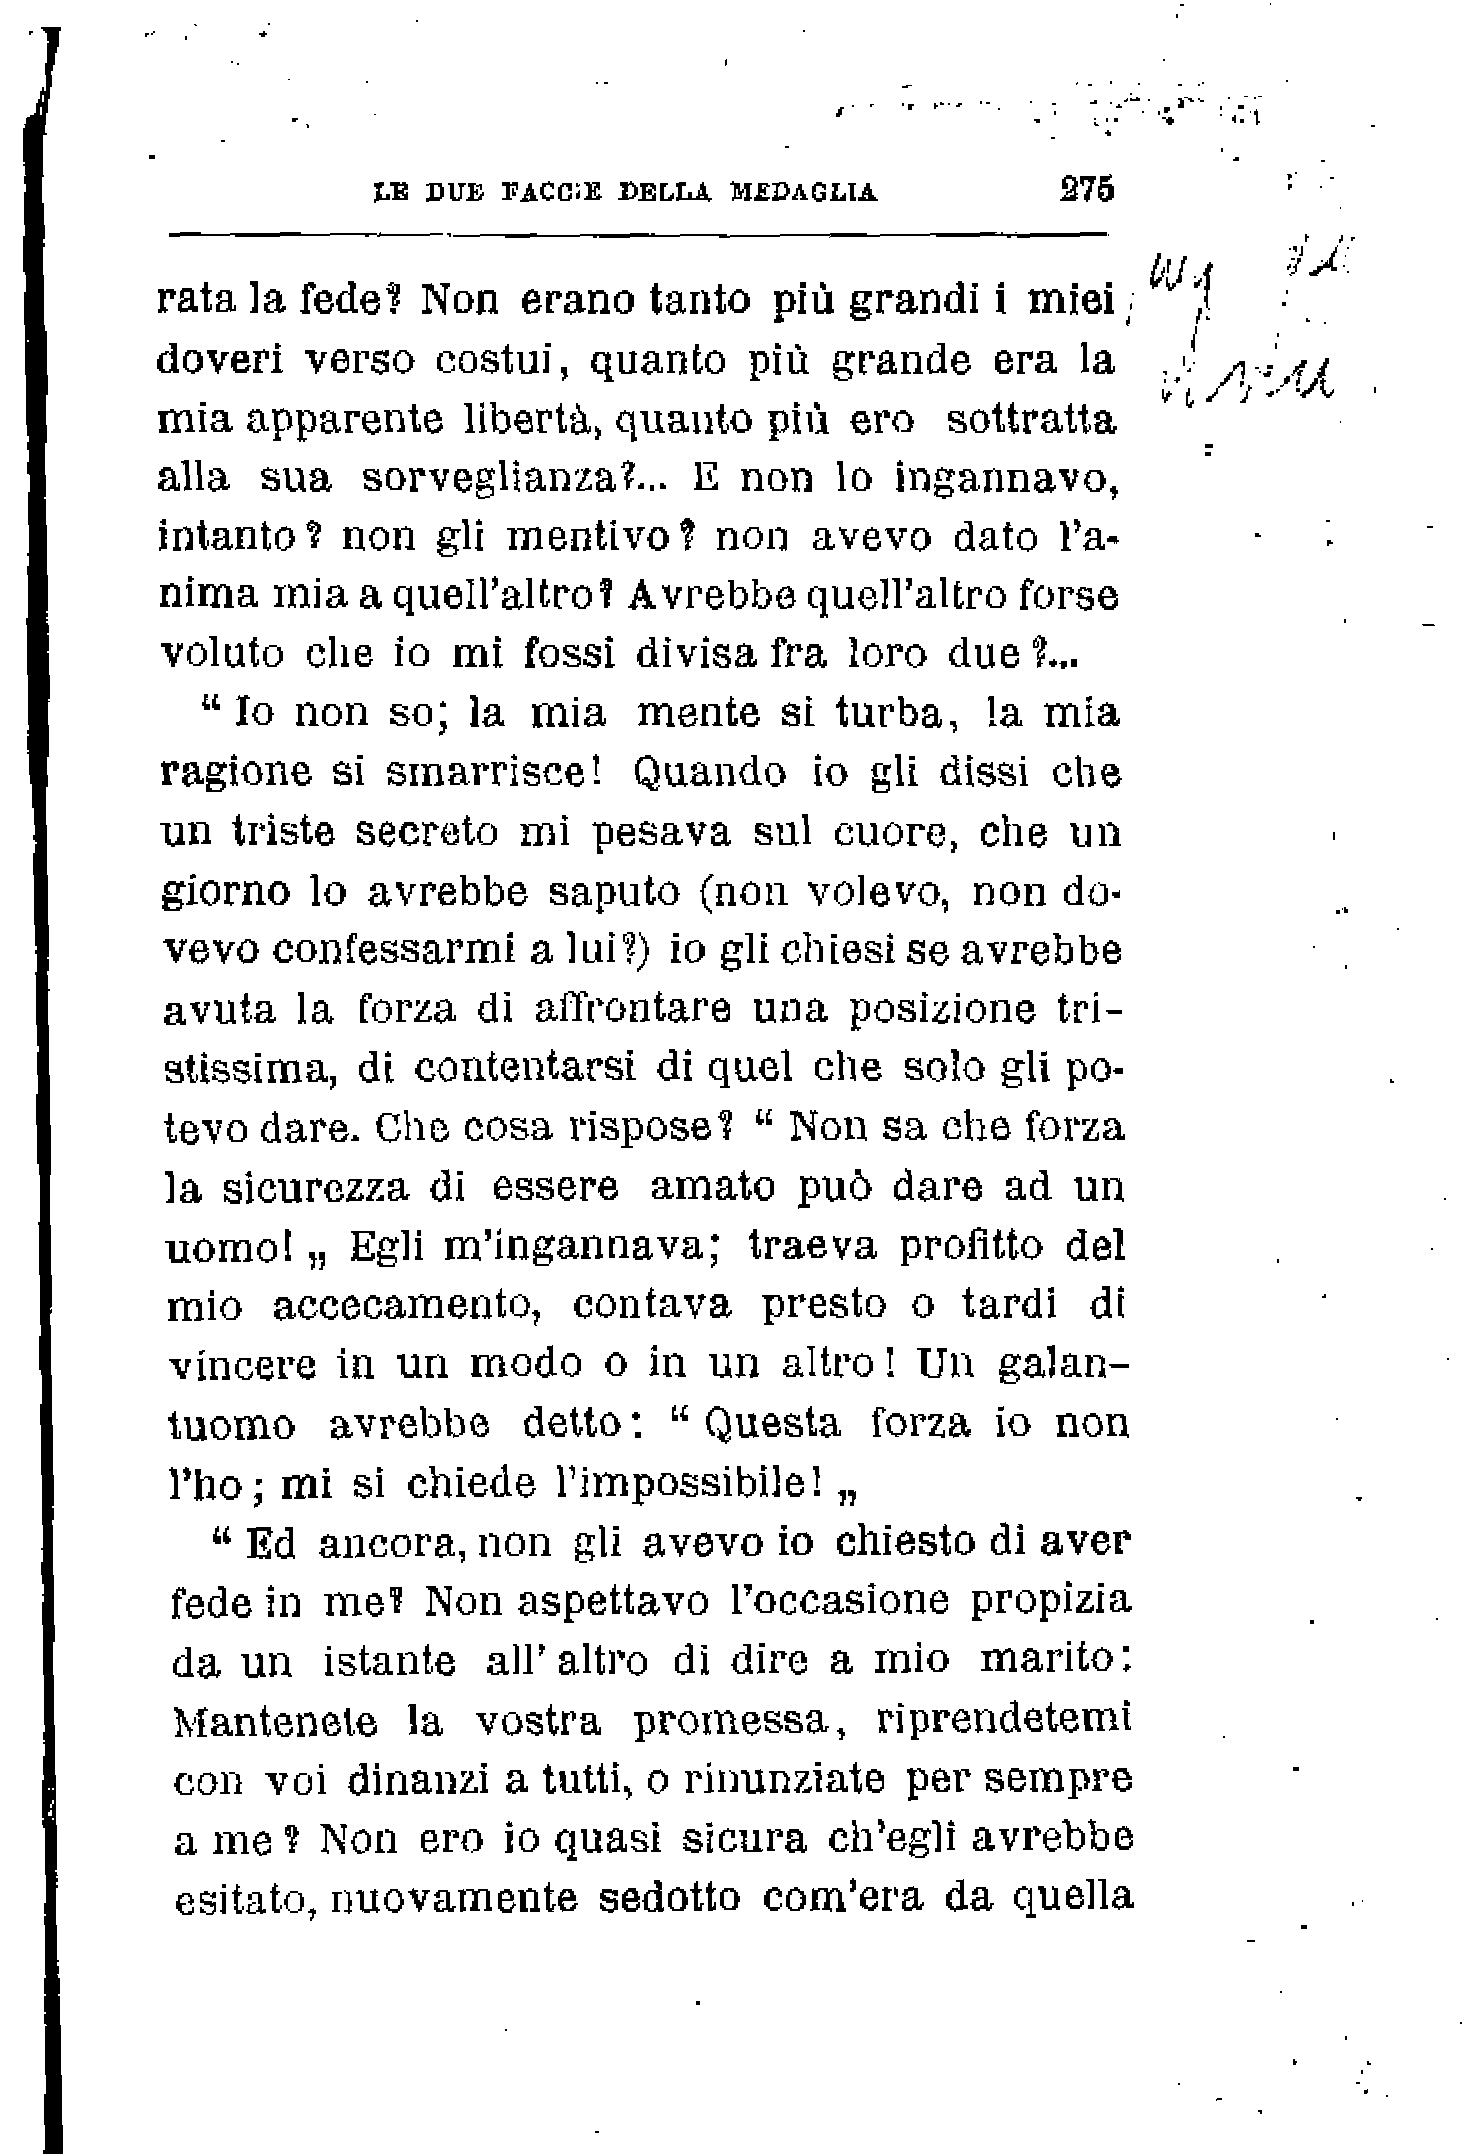 LE DUE FACCIE DELLA MEDAGLIA 275
rata la fede? Non erano tanto più grandi i miei
doveri verso costui, quanto più grande era la
mia apparente libertà, quanto più ero sottratta
alla sua sorveglianza?... E non lo ingannavo,
intanto? non gli mentivo? non avevo dato l'a-
nima mia a quell'altro? Avrebbe quell'altro forse
voluto che io mi fossi divisa fra loro due?...
“ Io non so; la mia mente si turba, la mia
ragione si smarrisce! Quando io gli dissi che
un triste secreto mi pesava sul cuore, che un
giorno lo avrebbe saputo (non volevo, non do-
vevo confessarmi a lui?) io gli chiesi se avrebbe
avuta la forza di affrontare una posizione tri-
stissima, di contentarsi di quel che solo gli po-
tevo dare. Che cosa rispose? “ Non sa che forza
la sicurezza di essere amato può dare ad un
uomo! „ Egli m'ingannava; traeva profitto del
mio accecamento, contava presto o tardi di
vincere in un modo o in un altro! Un galan-
tuomo avrebbe detto: “ Questa forza io non
l'ho; mi si chiede l'impossibile! „
“ Ed ancora, non gli avevo io chiesto di aver
fede in me? Non aspettavo l'occasione propizia
da un istante all' altro di dire a mio marito:
Mantenete la vostra promessa, riprendetemi
con voi dinanzi a tutti, o rinunziate per sempre
a me? Non ero io quasi sicura ch'egli avrebbe
esitato, nuovamente sedotto com'era da quella